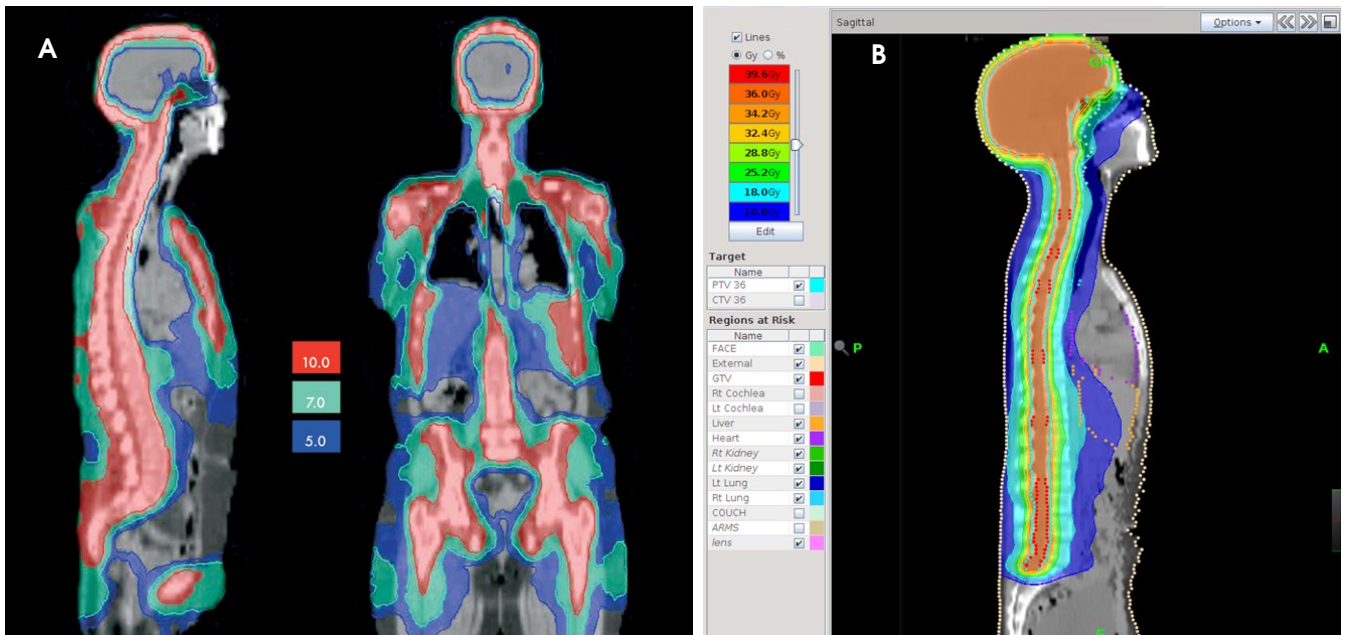 A
10.0
7.0
5.0
Lines
Gy %
39.6Gy
36.0Gy
34.2Gy
32.4Gy
28.8Gy
25.2Gy
18.0Gy
10.8Gy
Edit
Target
Name
PTV 36
CTV 36
Regions at Risk
Name
FACE
External
GTV
Rt Cochlea
Lt Cochlea
Liver
Heart
Rt Kidney
Lt Kidney
Lt Lung
Rt Lung
COUCH
ARMS
lens
Sagittal
Options
B
P
A